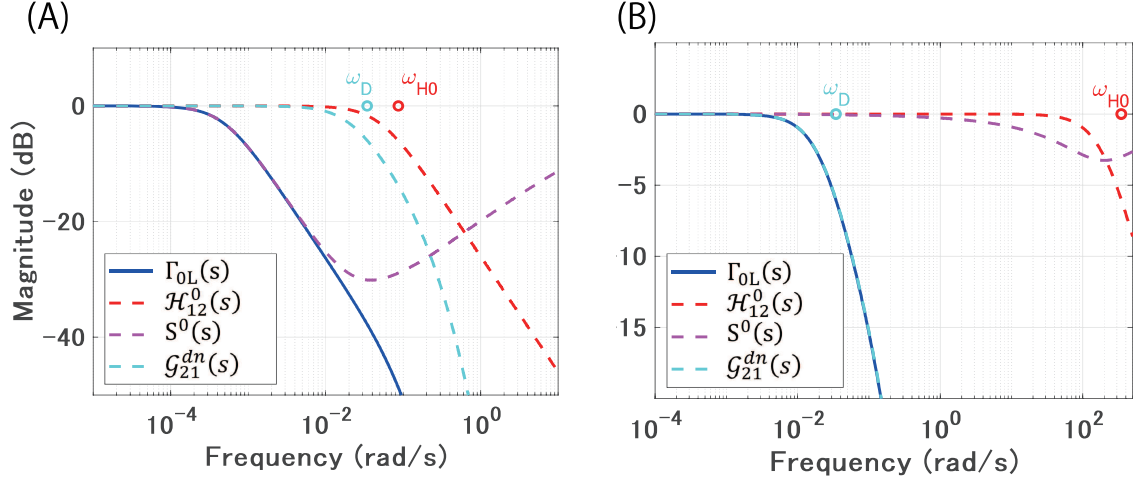 (A)
ω_D
ω_H0
0
-20
-40
Magnitude (dB)
Γ_0L(s)
ℋ^0_12(s)
S^0(s)
𝒢^dn_21(s)
10^-4
10^-2
10^0
Frequency (rad/s)
(B)
ω_D
ω_H0
0
-5
10
15
Γ_0L(s)
ℋ^0_12(s)
S^0(s)
𝒢^dn_21(s)
10^-4
10^-2
10^0
10^2
Frequency (rad/s)